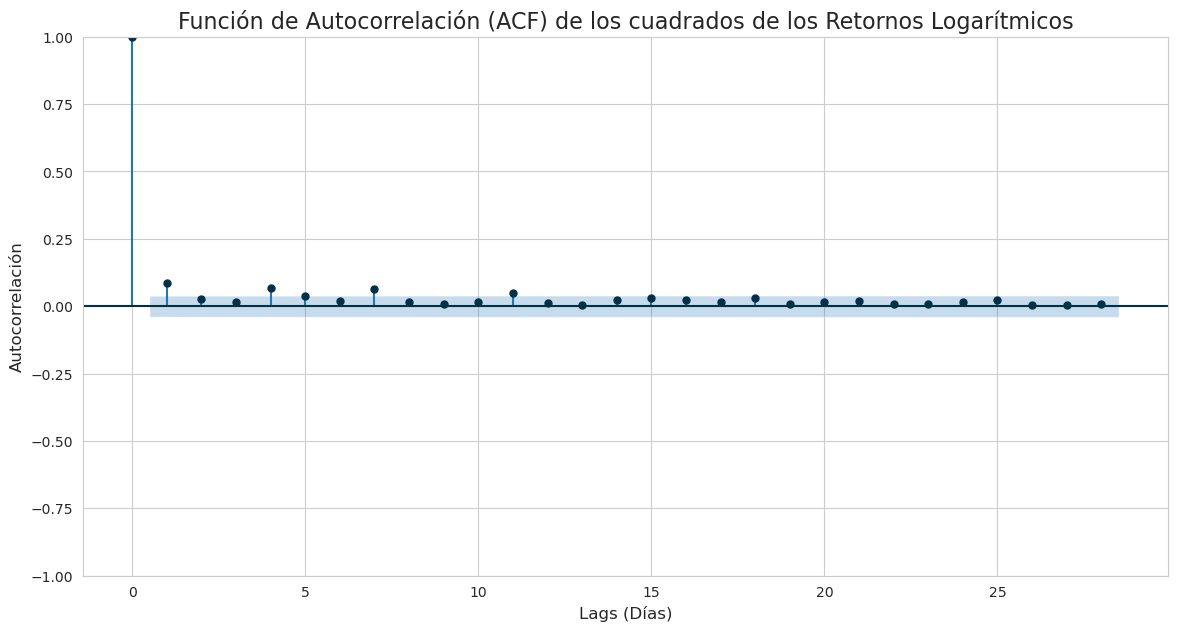 Función de Autocorrelación (ACF) de los cuadrados de los Retornos Logarítmicos
1.00
0.75
0.50
0.25
0.00
−0.25
−0.50
−0.75
−1.00
Autocorrelación
0 5 10 15 20 25
Lags (Días)